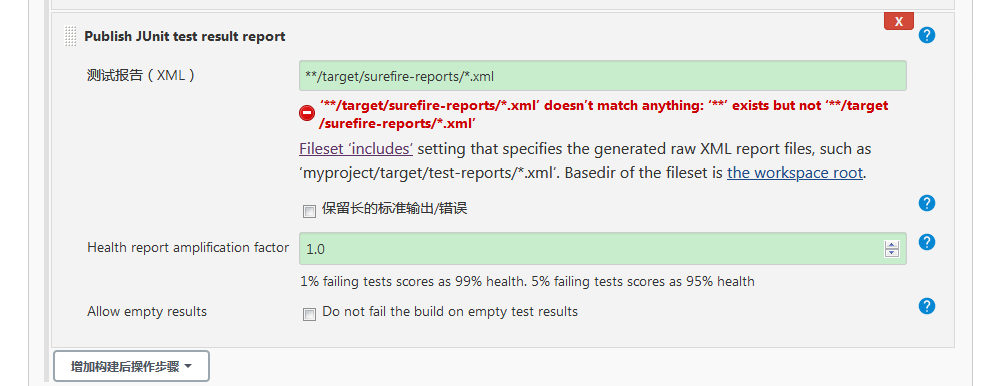 X
Publish JUnit test result report
?
测试报告（XML）
**/target/surefire-reports/*.xml
‘**/target/surefire-reports/*.xml’ doesn’t match anything: ‘**’ exists but not ‘**/target
/surefire-reports/*.xml’
Fileset ‘includes’ setting that specifies the generated raw XML report files, such as
‘myproject/target/test-reports/*.xml’. Basedir of the fileset is the workspace root.
保留长的标准输出/错误
?
Health report amplification factor
1.0
?
1% failing tests scores as 99% health. 5% failing tests scores as 95% health
Allow empty results
Do not fail the build on empty test results
?
增加构建后操作步骤